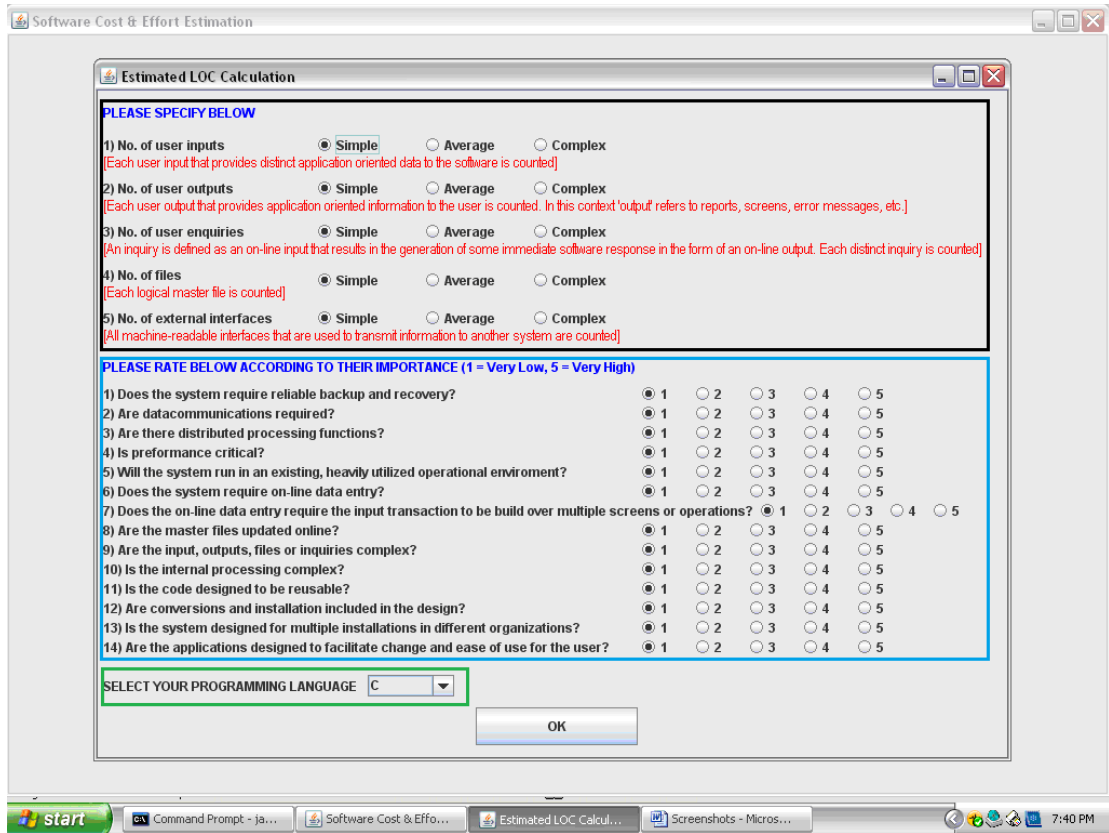 Software Cost & Effort Estimation
Estimated LOC Calculation
PLEASE SPECIFY BELOW
1) No. of user inputs Simple Average Complex
[Each user input that provides distinct application oriented data to the software is counted]
2) No. of user outputs Simple Average Complex
[Each user output that provides application oriented information to the user is counted. In this context 'output' refers to reports, screens, error messages, etc.]
3) No. of user enquiries Simple Average Complex
[An inquiry is defined as an on-line input that results in the generation of some immediate software response in the form of an on-line output. Each distinct inquiry is counted]
4) No. of files Simple Average Complex
[Each logical master file is counted]
5) No. of external interfaces Simple Average Complex
[All machine-readable interfaces that are used to transmit information to another system are counted]
PLEASE RATE BELOW ACCORDING TO THEIR IMPORTANCE (1 = Very Low, 5 = Very High)
1) Does the system require reliable backup and recovery? 1 2 3 4 5
2) Are datacommunications required? 1 2 3 4 5
3) Are there distributed processing functions? 1 2 3 4 5
4) Is preformance critical? 1 2 3 4 5
5) Will the system run in an existing, heavily utilized operational enviroment? 1 2 3 4 5
6) Does the system require on-line data entry? 1 2 3 4 5
7) Does the on-line data entry require the input transaction to be build over multiple screens or operations? 1 2 3 4 5
8) Are the master files updated online? 1 2 3 4 5
9) Are the input, outputs, files or inquiries complex? 1 2 3 4 5
10) Is the internal processing complex? 1 2 3 4 5
11) Is the code designed to be reusable? 1 2 3 4 5
12) Are conversions and installation included in the design? 1 2 3 4 5
13) Is the system designed for multiple installations in different organizations? 1 2 3 4 5
14) Are the applications designed to facilitate change and ease of use for the user? 1 2 3 4 5
SELECT YOUR PROGRAMMING LANGUAGE C
OK
start Command Prompt - ja... Software Cost & Effo... Estimated LOC Calcul... Screenshots - Micros... 7:40 PM